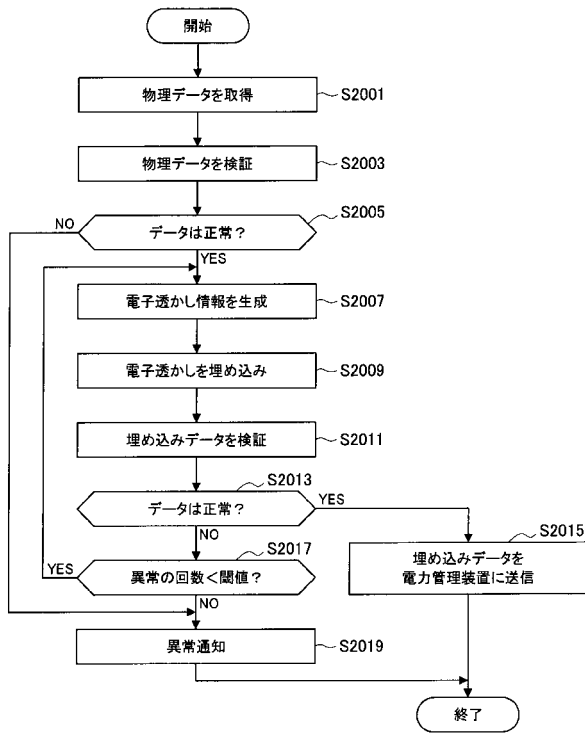 開始
物理データを取得
S2001
物理データを検証
S2003
S2005
NO
データは正常？
YES
電子透かし情報を生成
S2007
電子透かしを埋め込み
S2009
埋め込みデータを検証
S2011
S2013
データは正常？
YES
NO
S2015
埋め込みデータを
電力管理装置に送信
S2017
YES
異常の回数＜閾値？
NO
異常通知
S2019
終了